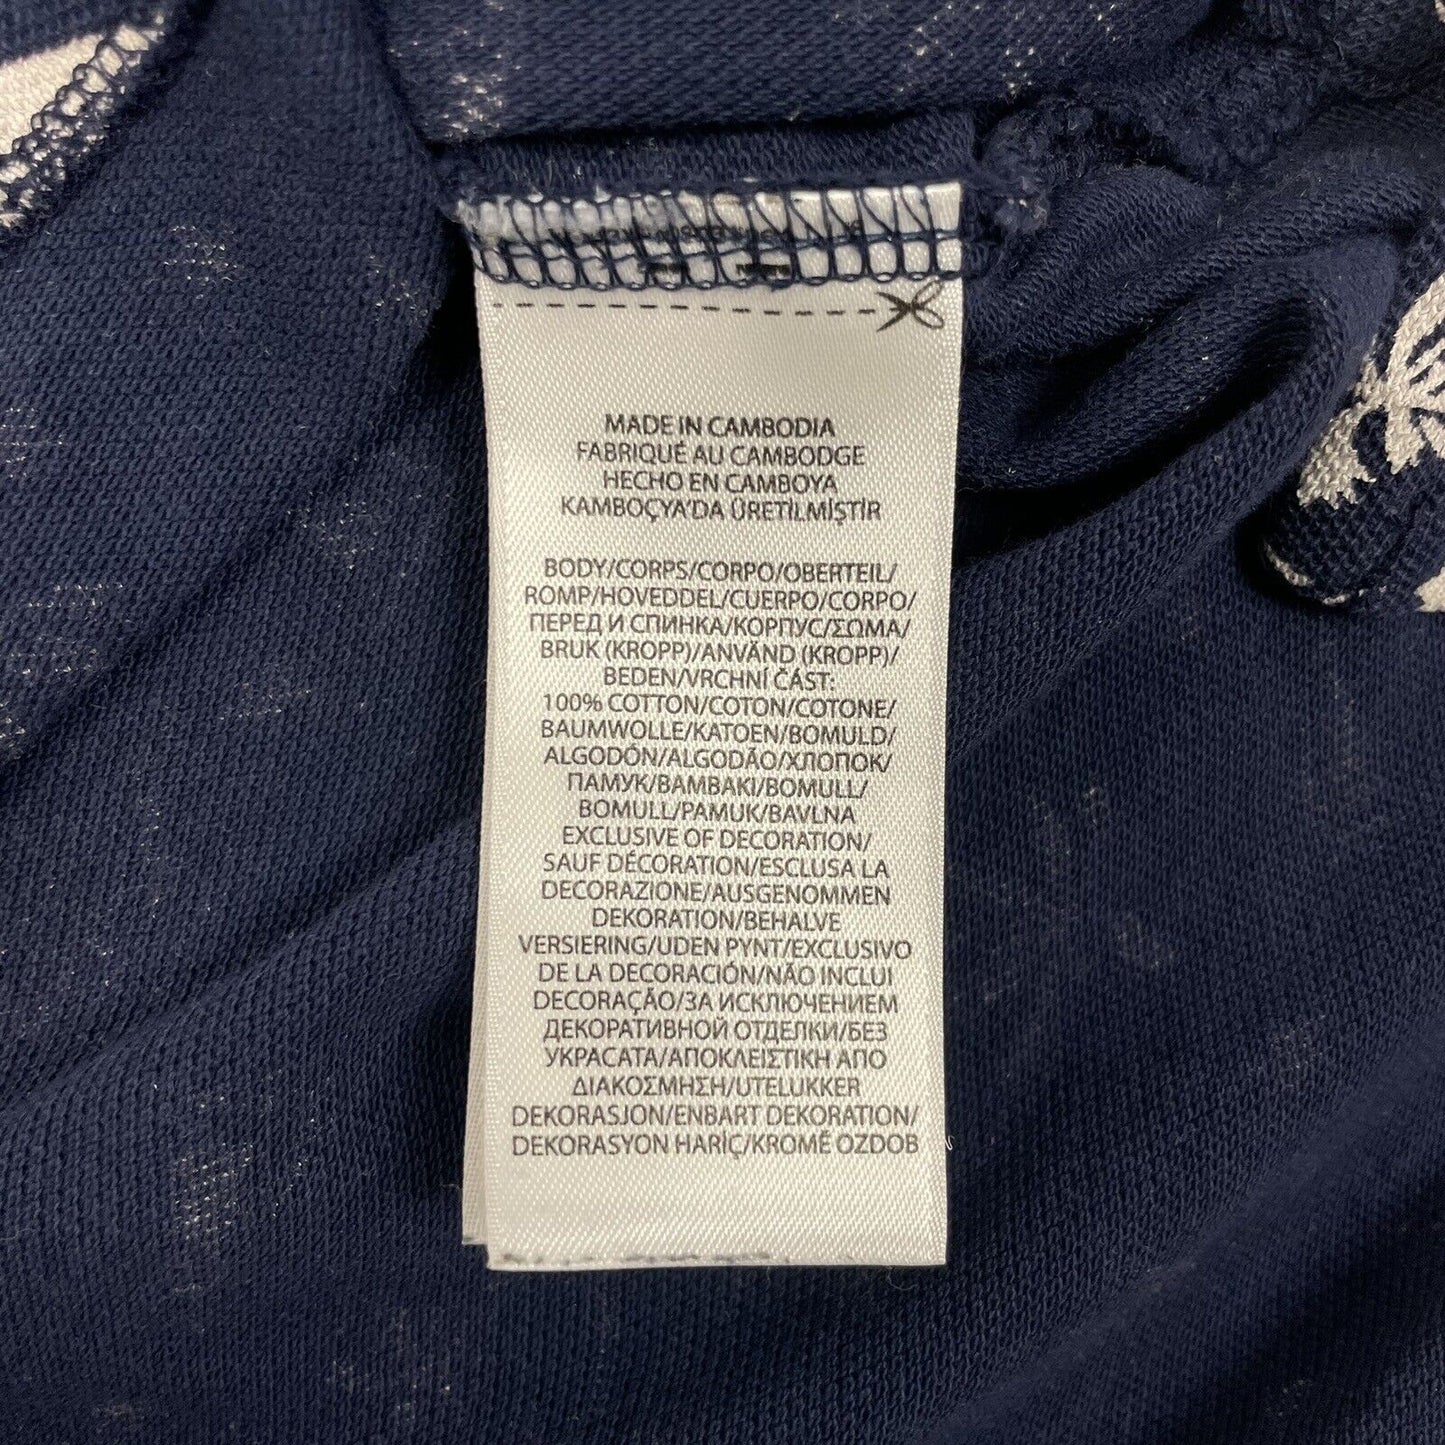 MADE IN CAMBODIA
FABRIQUÉ AU CAMBODGE
HECHO EN CAMBOYA
KAMBOÇYA'DA ÜRETİLMİŞTİR
BODY/CORPS/CORPO/OBERTEIL/
ROMP/HOVEDDEL/CUERPO/CORPO/
ПЕРЕД И СПИНКА/КОРПУС/ΣΩΜΑ/
BRUK (KROPP)/ANVÄND (KROPP)/
BEDEN/VRCHNÍ ČÁST:
100% COTTON/COTON/COTONE/
BAUMWOLLE/KATOEN/BOMULD/
ALGODÓN/ALGODÃO/ХЛОПОК/
ПАМУК/BAMBAKI/BOMULL/
BOMULL/PAMUK/BAVLNA
EXCLUSIVE OF DECORATION/
SAUF DÉCORATION/ESCLUSA LA
DECORAZIONE/AUSGENOMMEN
DEKORATION/BEHALVE
VERSIERING/UDEN PYNT/EXCLUSIVO
DE LA DECORACIÓN/NÃO INCLUI
DECORAÇÃO/ЗА ИСКЛЮЧЕНИЕМ
ДЕКОРАТИВНОЙ ОТДЕЛКИ/БЕЗ
УКРАСАТА/ΑΠΟΚΛΕΙΣΤΙΚΗ ΑΠΟ
ΔΙΑΚΟΣΜΗΣΗ/UTELUKKER
DEKORASJON/ENBART DEKORATION/
DEKORASYON HARİÇ/KROMĚ OZDOB